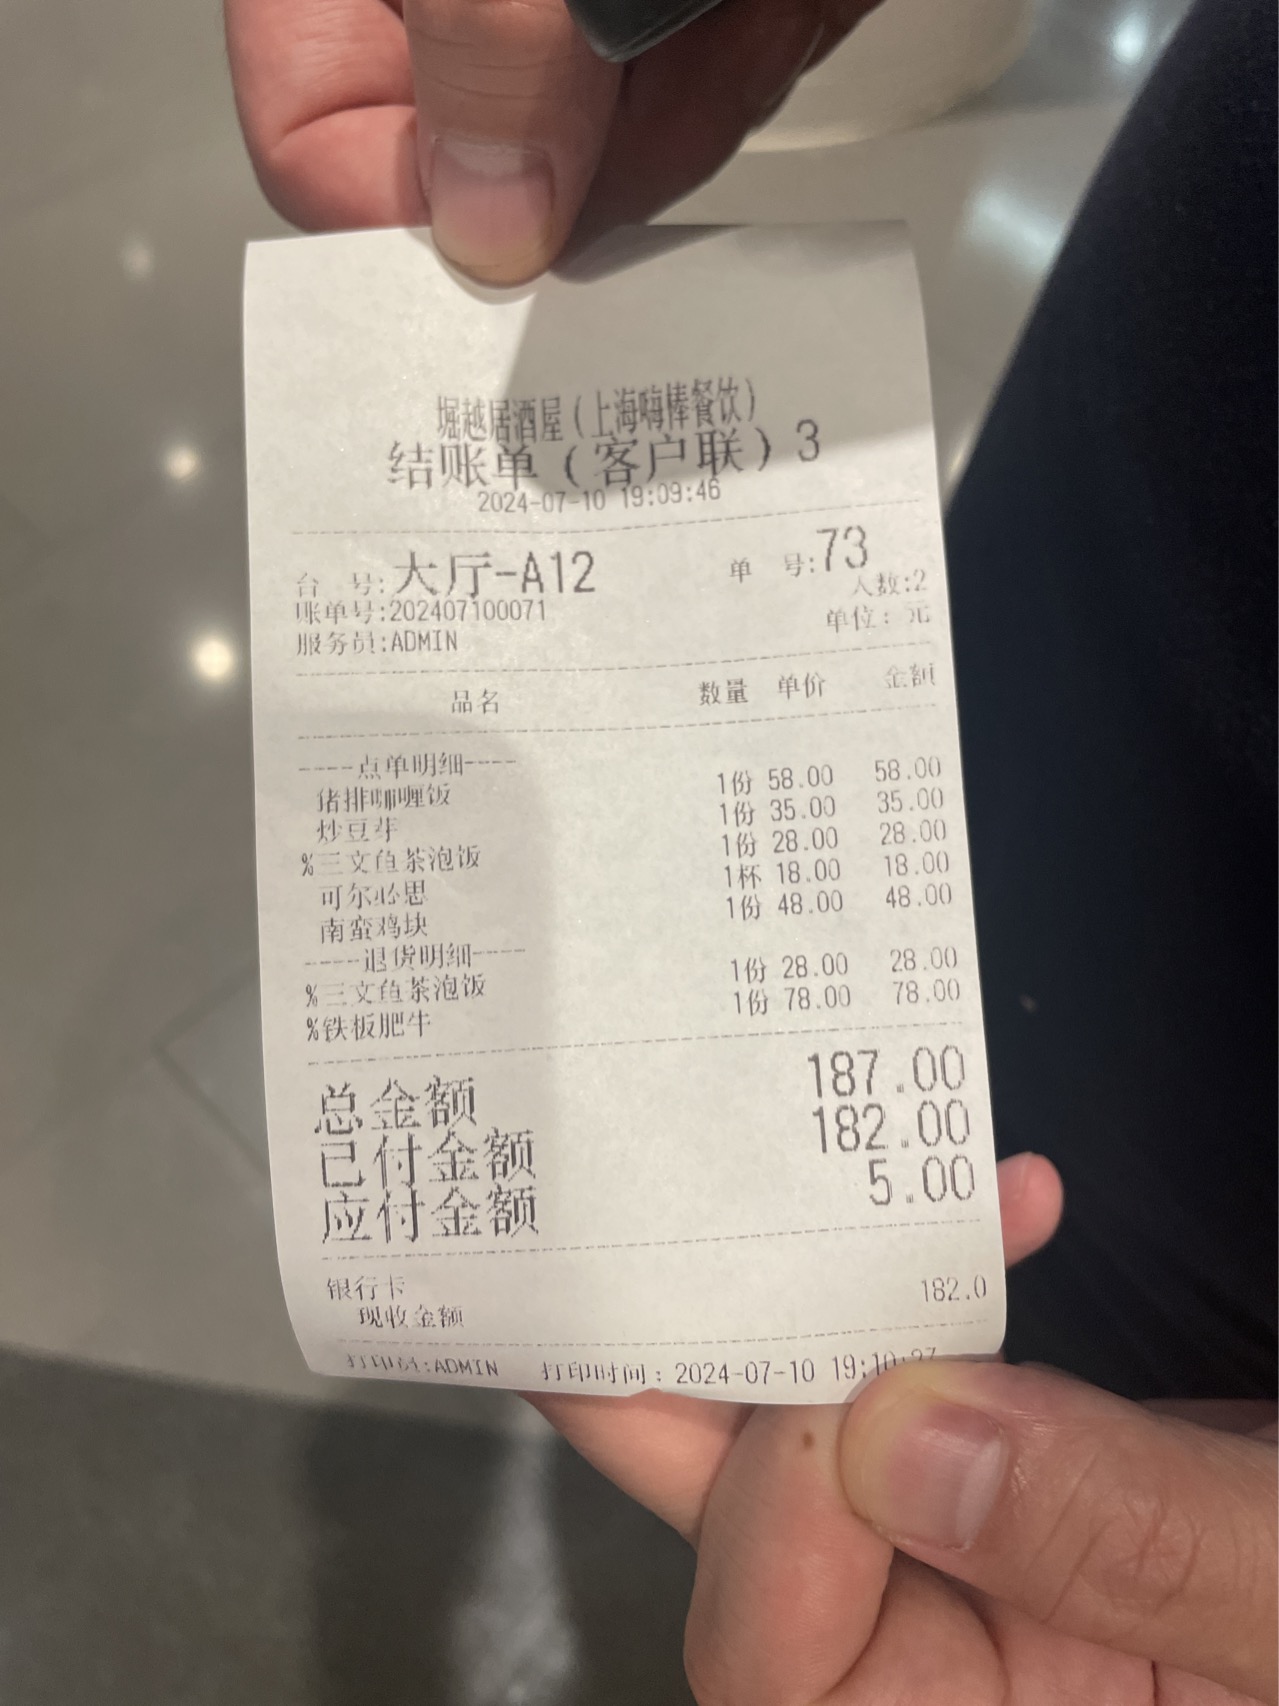 堀越居酒屋（上海嗨棒餐饮）
结账单（客户联）3
2024-07-10 19:09:46
台 号:大厅-A12 单 号:73
人数:2
账单号:202407100071
单位: 元
服务员:ADMIN
品名 数量 单价 金额
----点单明细----
猪排咖喱饭 1份 58.00 58.00
炒豆芽 1份 35.00 35.00
%三文鱼茶泡饭 1份 28.00 28.00
可尔必思 1杯 18.00 18.00
南蛮鸡块 1份 48.00 48.00
----退货明细----
%三文鱼茶泡饭 1份 28.00 28.00
%铁板肥牛 1份 78.00 78.00
总金额 187.00
已付金额 182.00
应付金额 5.00
银行卡 182.0
现收金额
打印员:ADMIN 打印时间: 2024-07-10 19:10:27